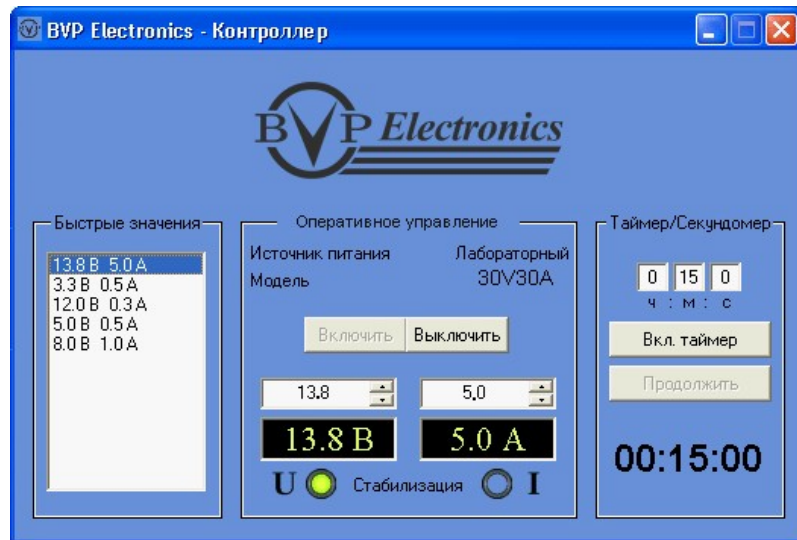 BVP Electronics - Контроллер
BVP Electronics
Быстрые значения
13.8 В 5.0 А
3.3 В 0.5 А
12.0 В 0.3 А
5.0 В 0.5 А
8.0 В 1.0 А
Оперативное управление
Источник питания Лабораторный
Модель 30V30A
Включить Выключить
13.8 5.0
13.8 В 5.0 А
U Стабилизация I
Таймер/Секундомер
0 15 0
ч : м : с
Вкл. таймер
Продолжить
00:15:00